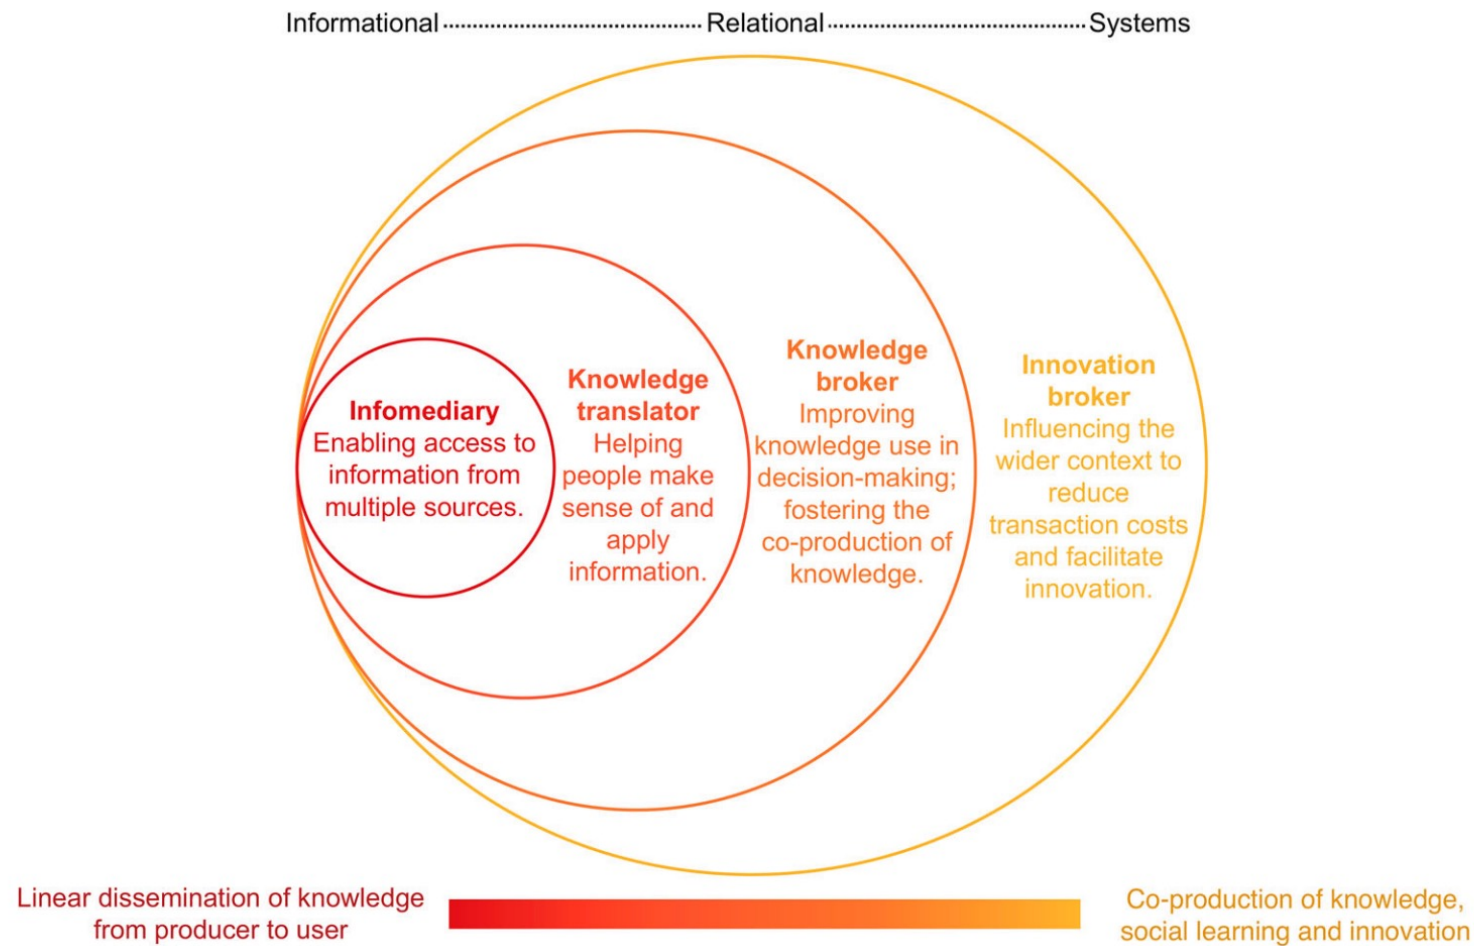 Informational Relational Systems
Infomediary
Enabling access to
information from
multiple sources.
Knowledge
translator
Helping
people make
sense of and
apply
information.
Knowledge
broker
Improving
knowledge use in
decision-making;
fostering the
co-production of
knowledge.
Innovation
broker
Influencing the
wider context to
reduce
transaction costs
and facilitate
innovation.
Linear dissemination of knowledge
from producer to user
Co-production of knowledge,
social learning and innovation